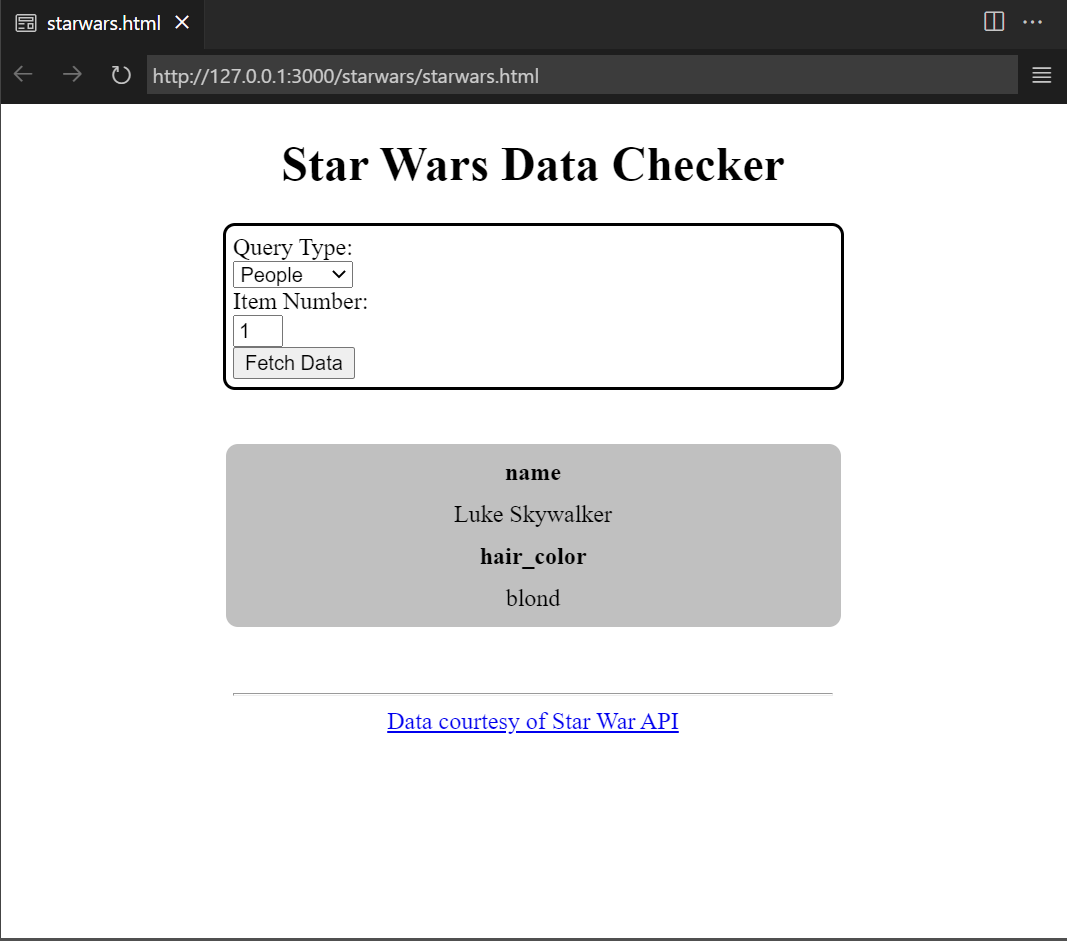 starwars.html
http://127.0.0.1:3000/starwars/starwars.html
Star Wars Data Checker
Query Type:
People
Item Number:
1
Fetch Data
name
Luke Skywalker
hair_color
blond
Data courtesy of Star War API